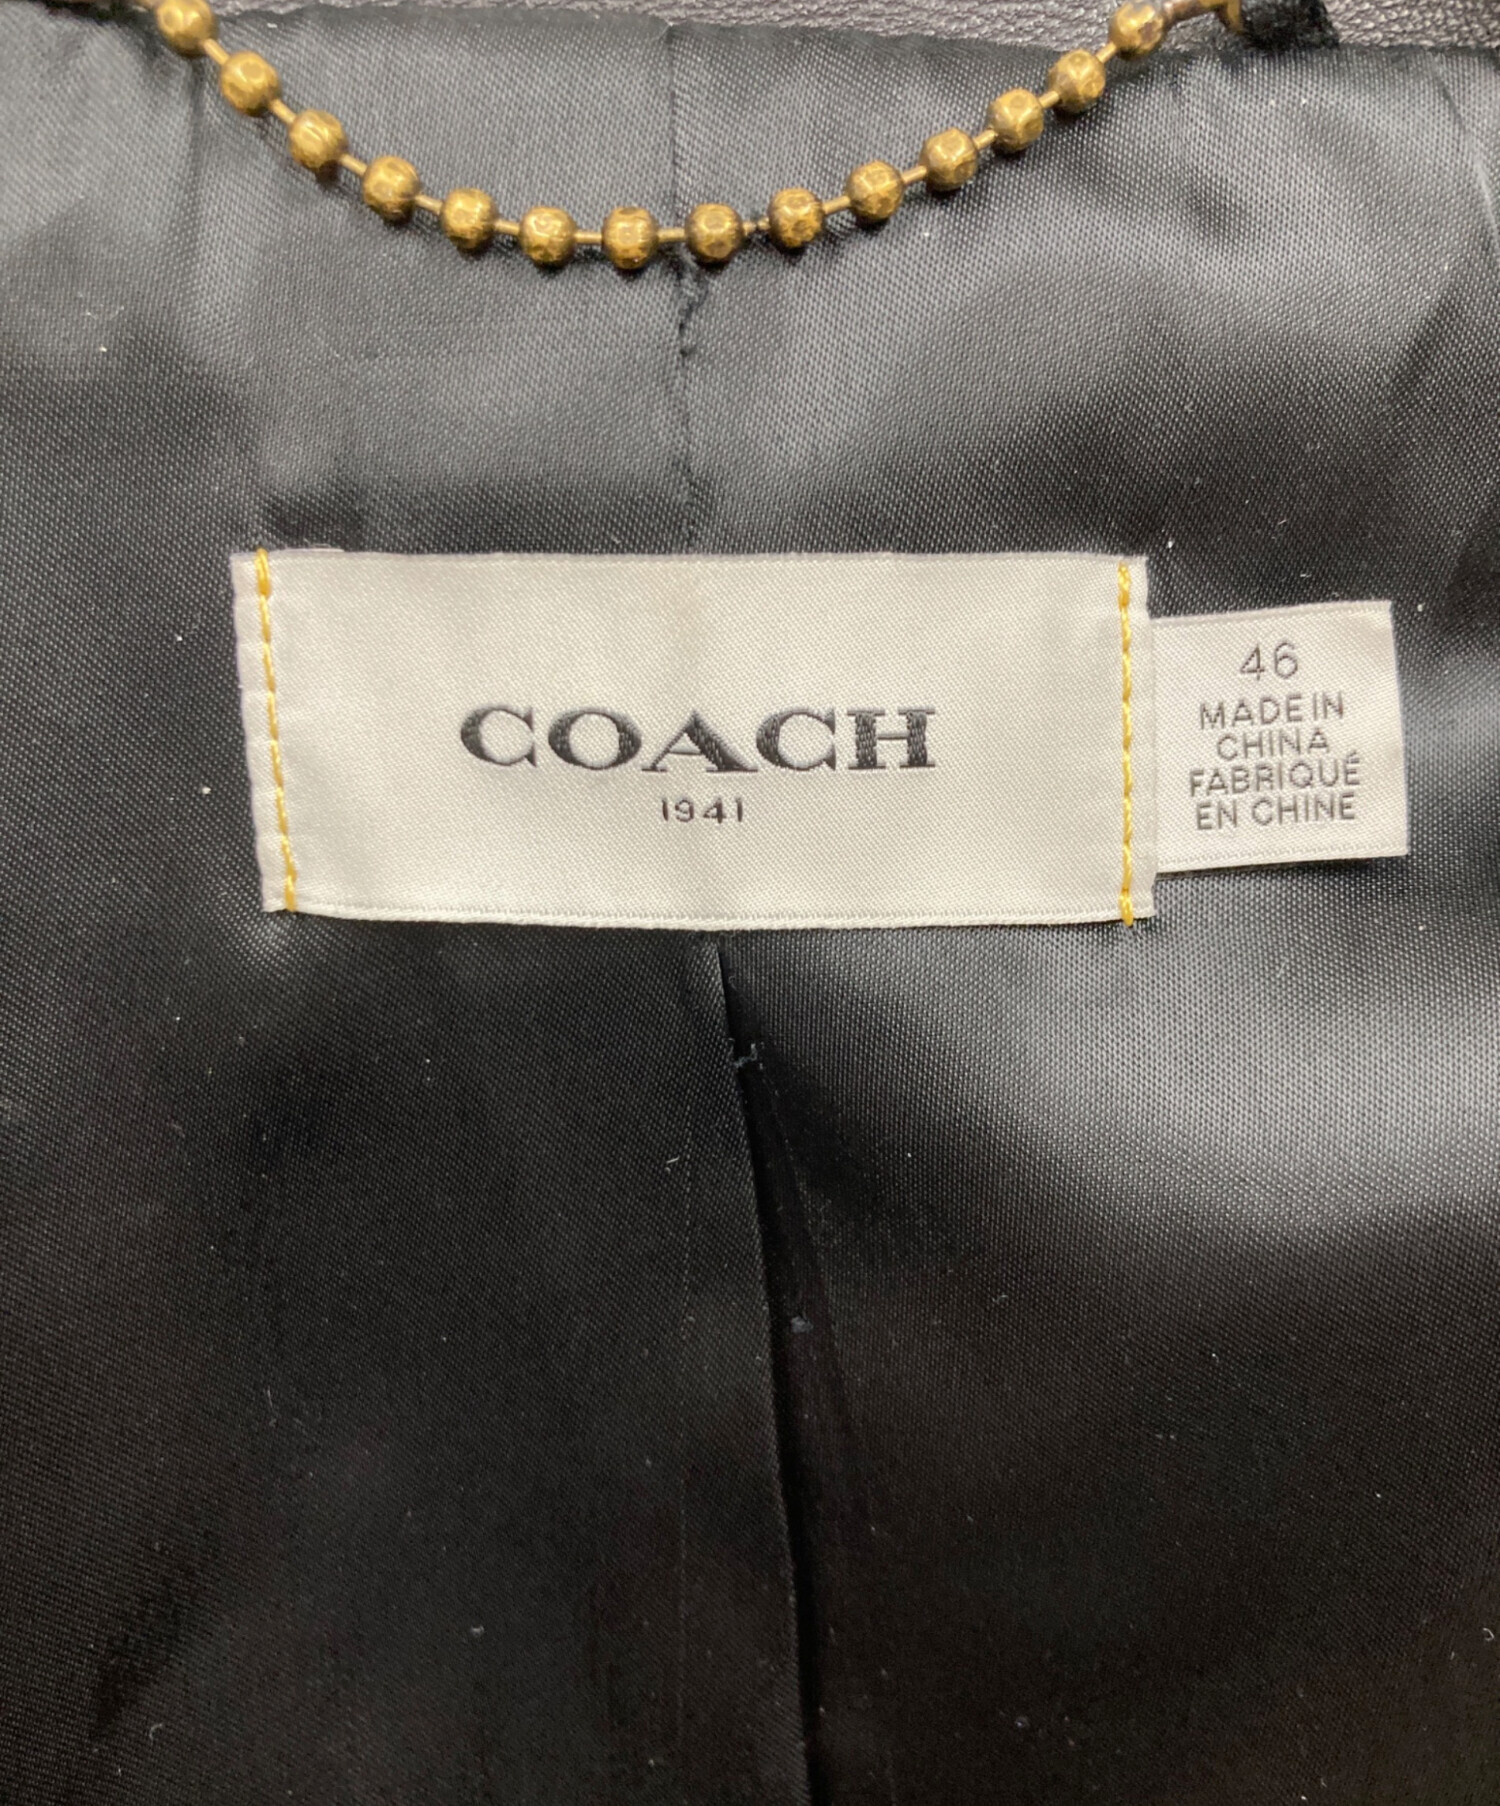 COACH
1941
46
MADE IN
CHINA
FABRIQUÉ
EN CHINE